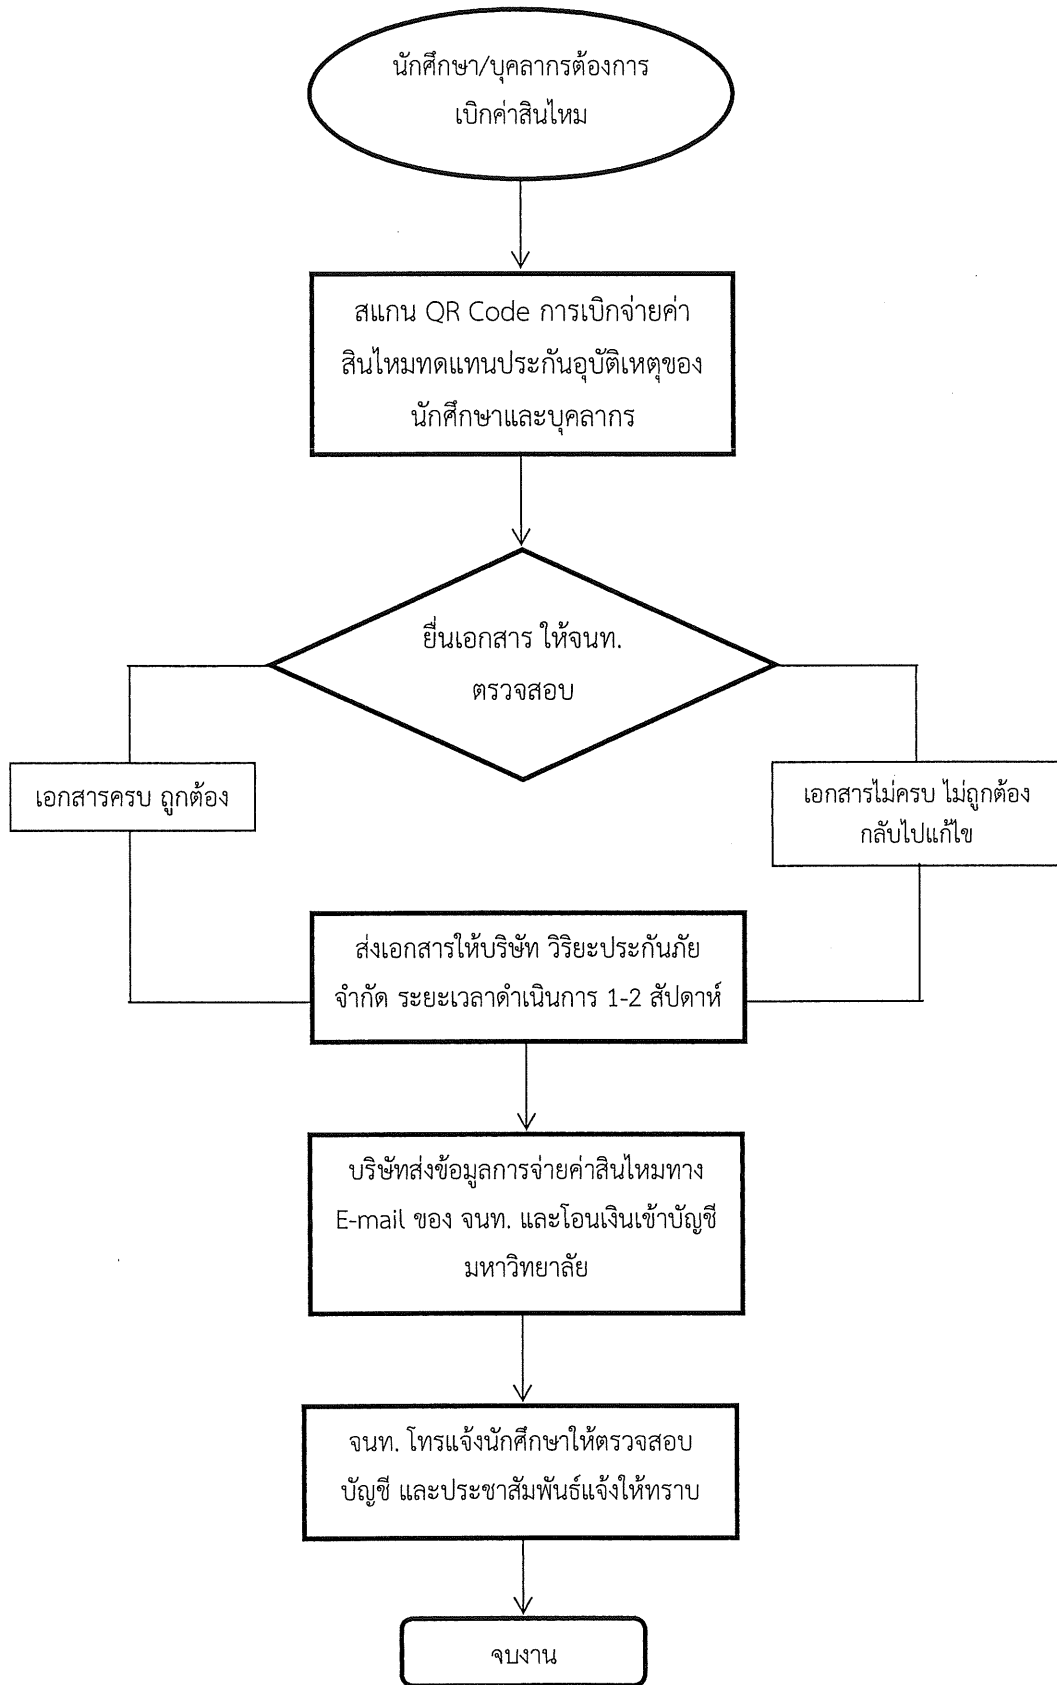 นักศึกษา/บุคลากรต้องการ
เบิกค่าสินไหม
สแกน QR Code การเบิกจ่ายค่า
สินไหมทดแทนประกันอุบัติเหตุของ
นักศึกษาและบุคลากร
ยื่นเอกสาร ให้จนท.
ตรวจสอบ
เอกสารครบ ถูกต้อง
เอกสารไม่ครบ ไม่ถูกต้อง
กลับไปแก้ไข
ส่งเอกสารให้บริษัท วิริยะประกันภัย
จำกัด ระยะเวลาดำเนินการ 1-2 สัปดาห์
บริษัทส่งข้อมูลการจ่ายค่าสินไหมทาง
E-mail ของ จนท. และโอนเงินเข้าบัญชี
มหาวิทยาลัย
จนท. โทรแจ้งนักศึกษาให้ตรวจสอบ
บัญชี และประชาสัมพันธ์แจ้งให้ทราบ
จบงาน